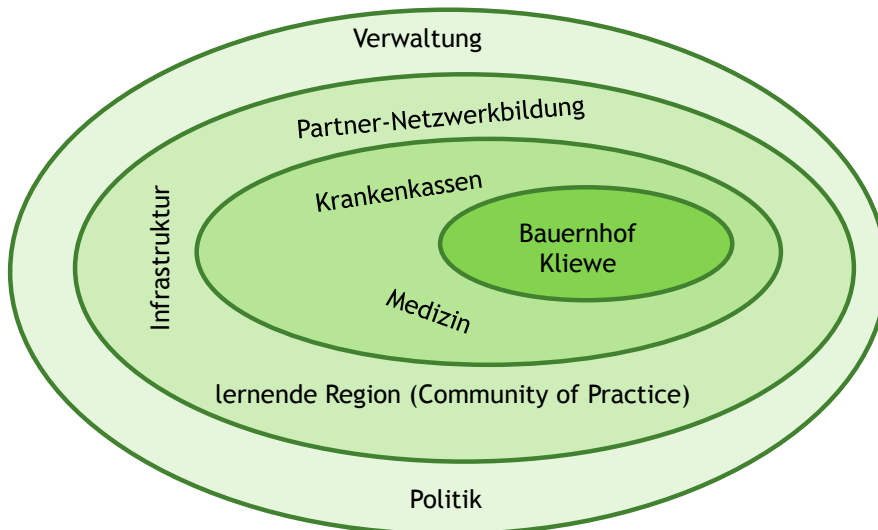 Verwaltung
Partner-Netzwerkbildung
Krankenkassen
Infrastruktur
Bauernhof
Kliewe
Medizin
lernende Region (Community of Practice)
Politik